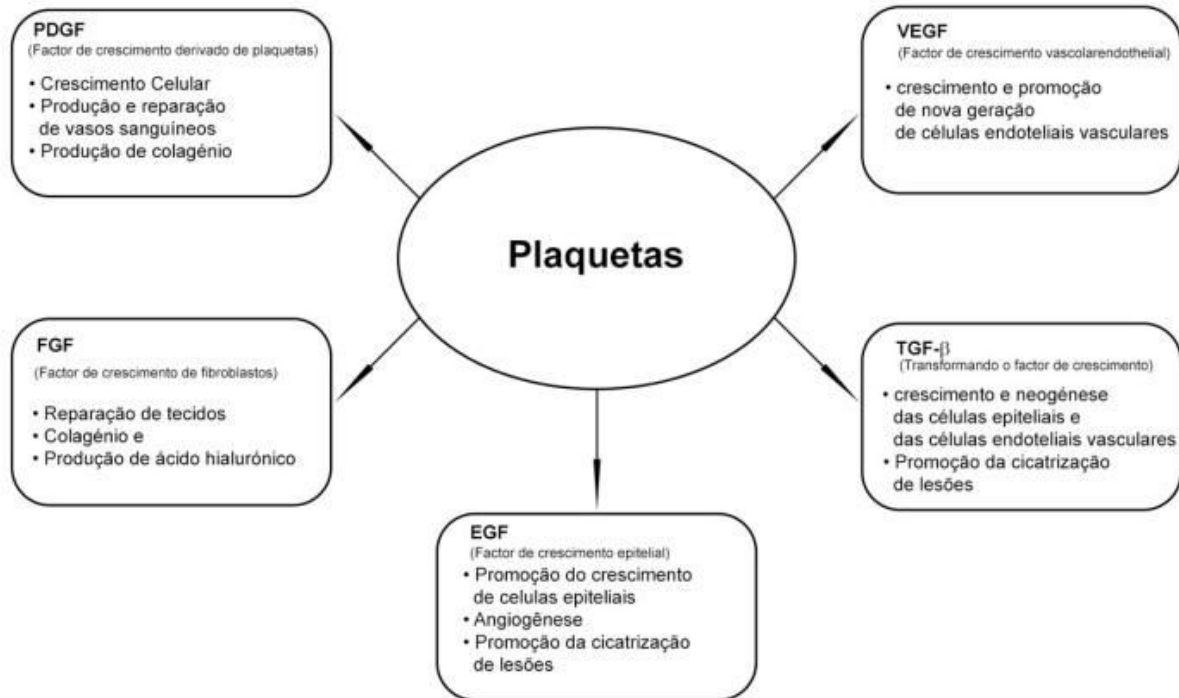 PDGF
(Factor de crescimento derivado de plaquetas)
• Crescimento Celular
• Produção e reparação
de vasos sanguíneos
• Produção de colagénio
VEGF
(Factor de crescimento vascolarendothelial)
• crescimento e promoção
de nova geração
de células endoteliais vasculares
Plaquetas
FGF
(Factor de crescimento de fibroblastos)
• Reparação de tecidos
• Colagénio e
• Produção de ácido hialurónico
TGF-β
(Transformando o factor de crescimento)
• crescimento e neogénese
das células epiteliais e
das células endoteliais vasculares
• Promoção da cicatrização
de lesões
EGF
(Factor de crescimento epitelial)
• Promoção do crescimento
de celulas epiteliais
• Angiogênese
• Promoção da cicatrização
de lesões